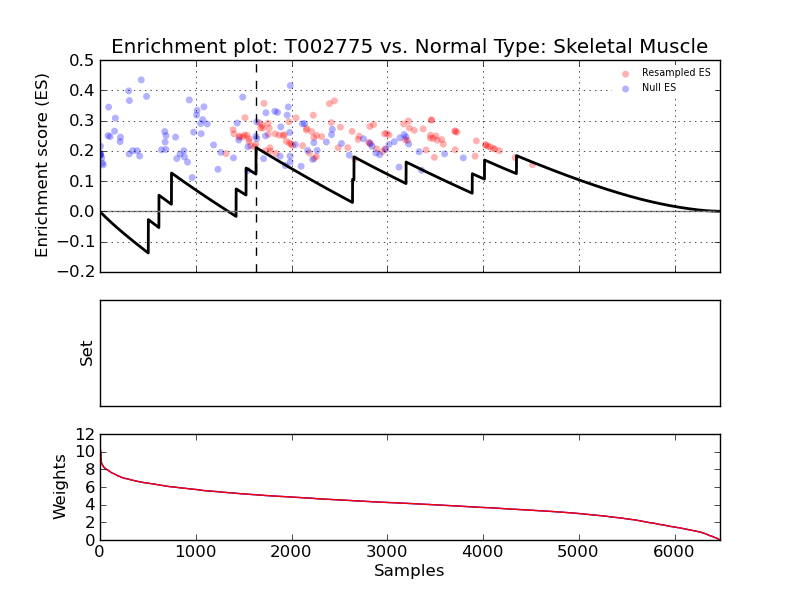 Enrichment plot: T002775 vs. Normal Type: Skeletal Muscle
Enrichment score (ES)
0.5
0.4
0.3
0.2
0.1
0.0
−0.1
−0.2
Resampled ES
Null ES
Set
Weights
12
10
8
6
4
2
0
0 1000 2000 3000 4000 5000 6000
Samples